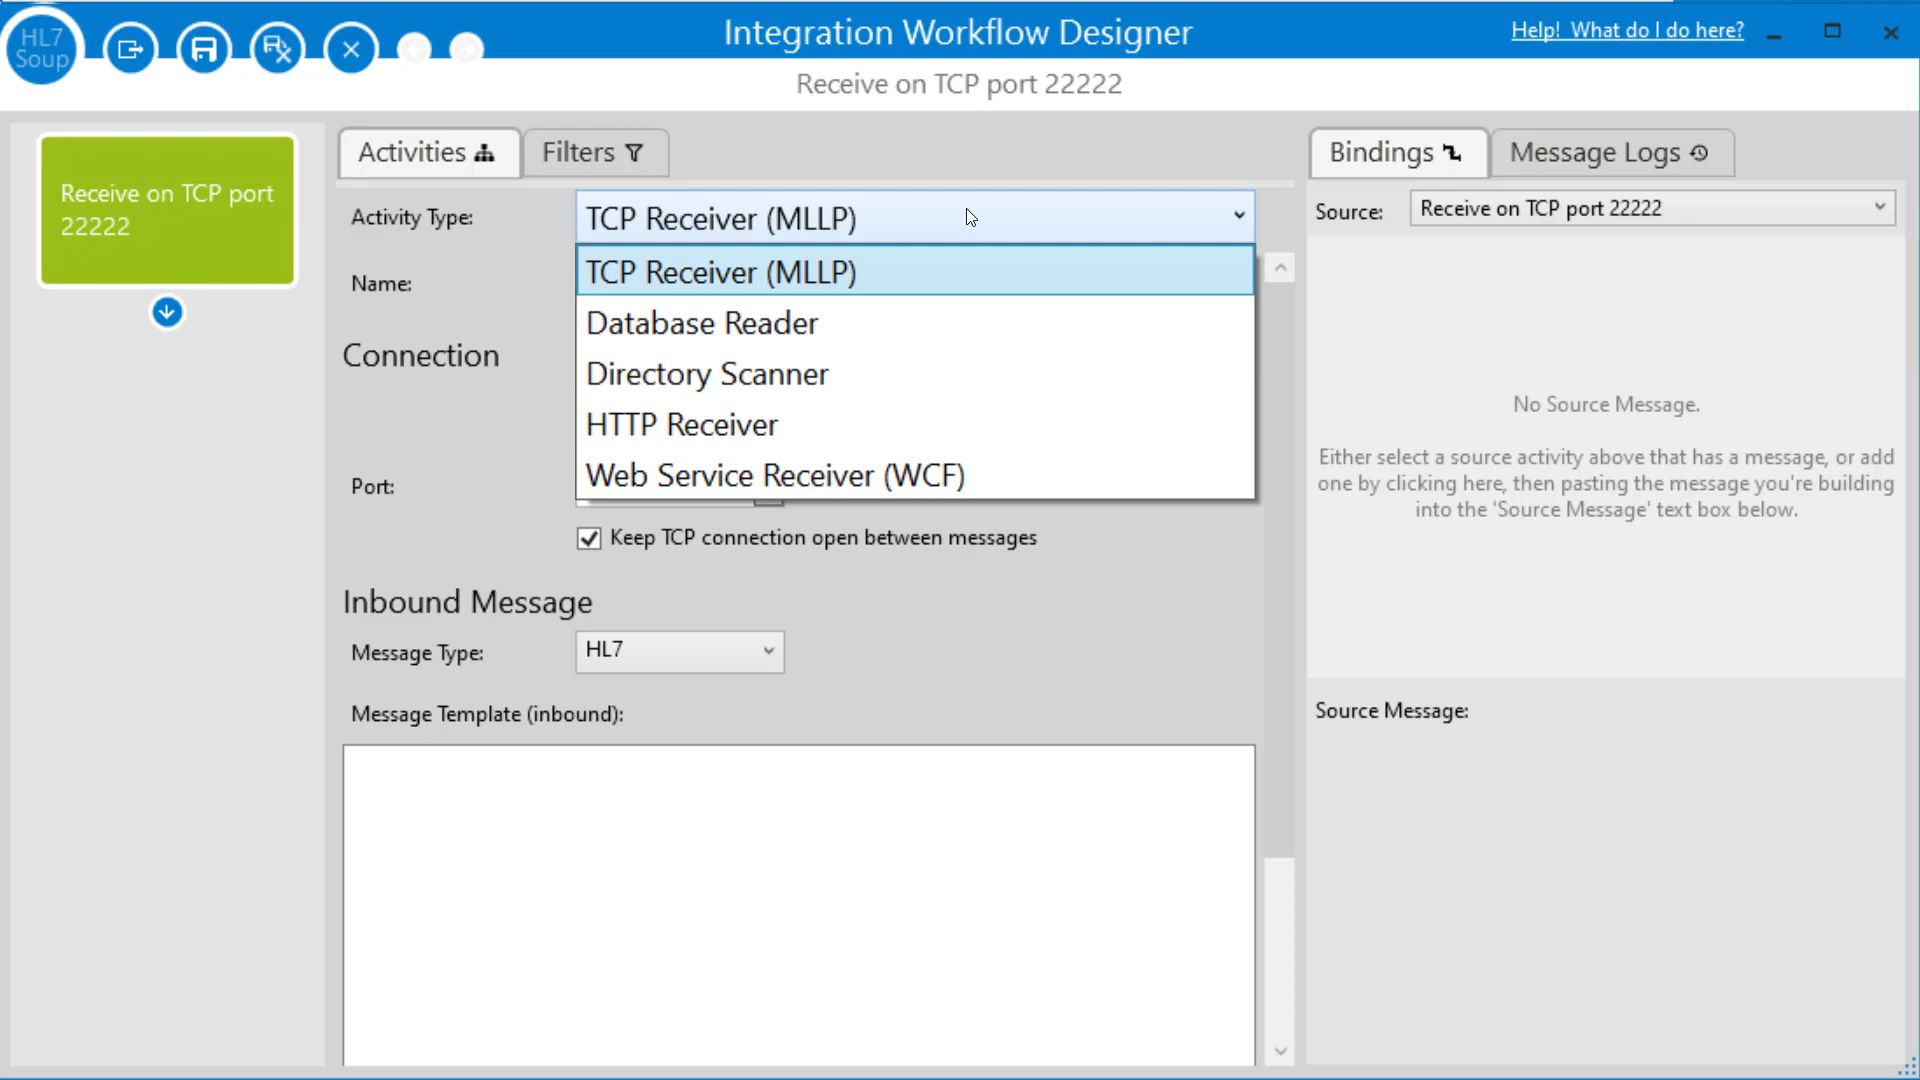 HL7
Soup
Integration Workflow Designer
Help! What do I do here?
Receive on TCP port 22222
Receive on TCP port
22222
Activities
Filters
Activity Type:
TCP Receiver (MLLP)
TCP Receiver (MLLP)
Database Reader
Directory Scanner
HTTP Receiver
Web Service Receiver (WCF)
Name:
Connection
Port:
Keep TCP connection open between messages
Inbound Message
Message Type:
HL7
Message Template (inbound):
Bindings
Message Logs
Source:
Receive on TCP port 22222
No Source Message.
Either select a source activity above that has a message, or add
one by clicking here, then pasting the message you're building
into the 'Source Message' text box below.
Source Message: